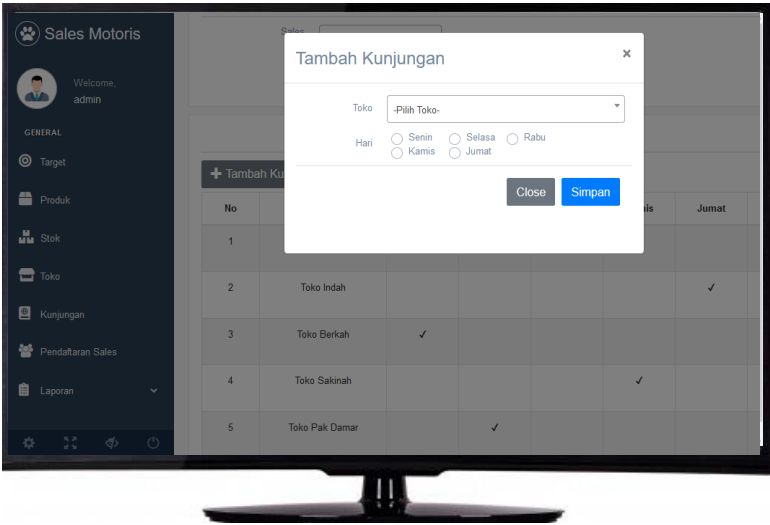 Sales Motoris
Welcome,
admin
GENERAL
Target
Produk
Stok
Toko
Kunjungan
Pendaftaran Sales
Laporan
Sales
Tambah Kunjungan
×
Toko -Pilih Toko-
Hari Senin Selasa Rabu
Kamis Jumat
Close Simpan
+ Tambah Ku
No is Jumat
1
2 Toko Indah ✓
3 Toko Berkah ✓
4 Toko Sakinah ✓
5 Toko Pak Damar ✓